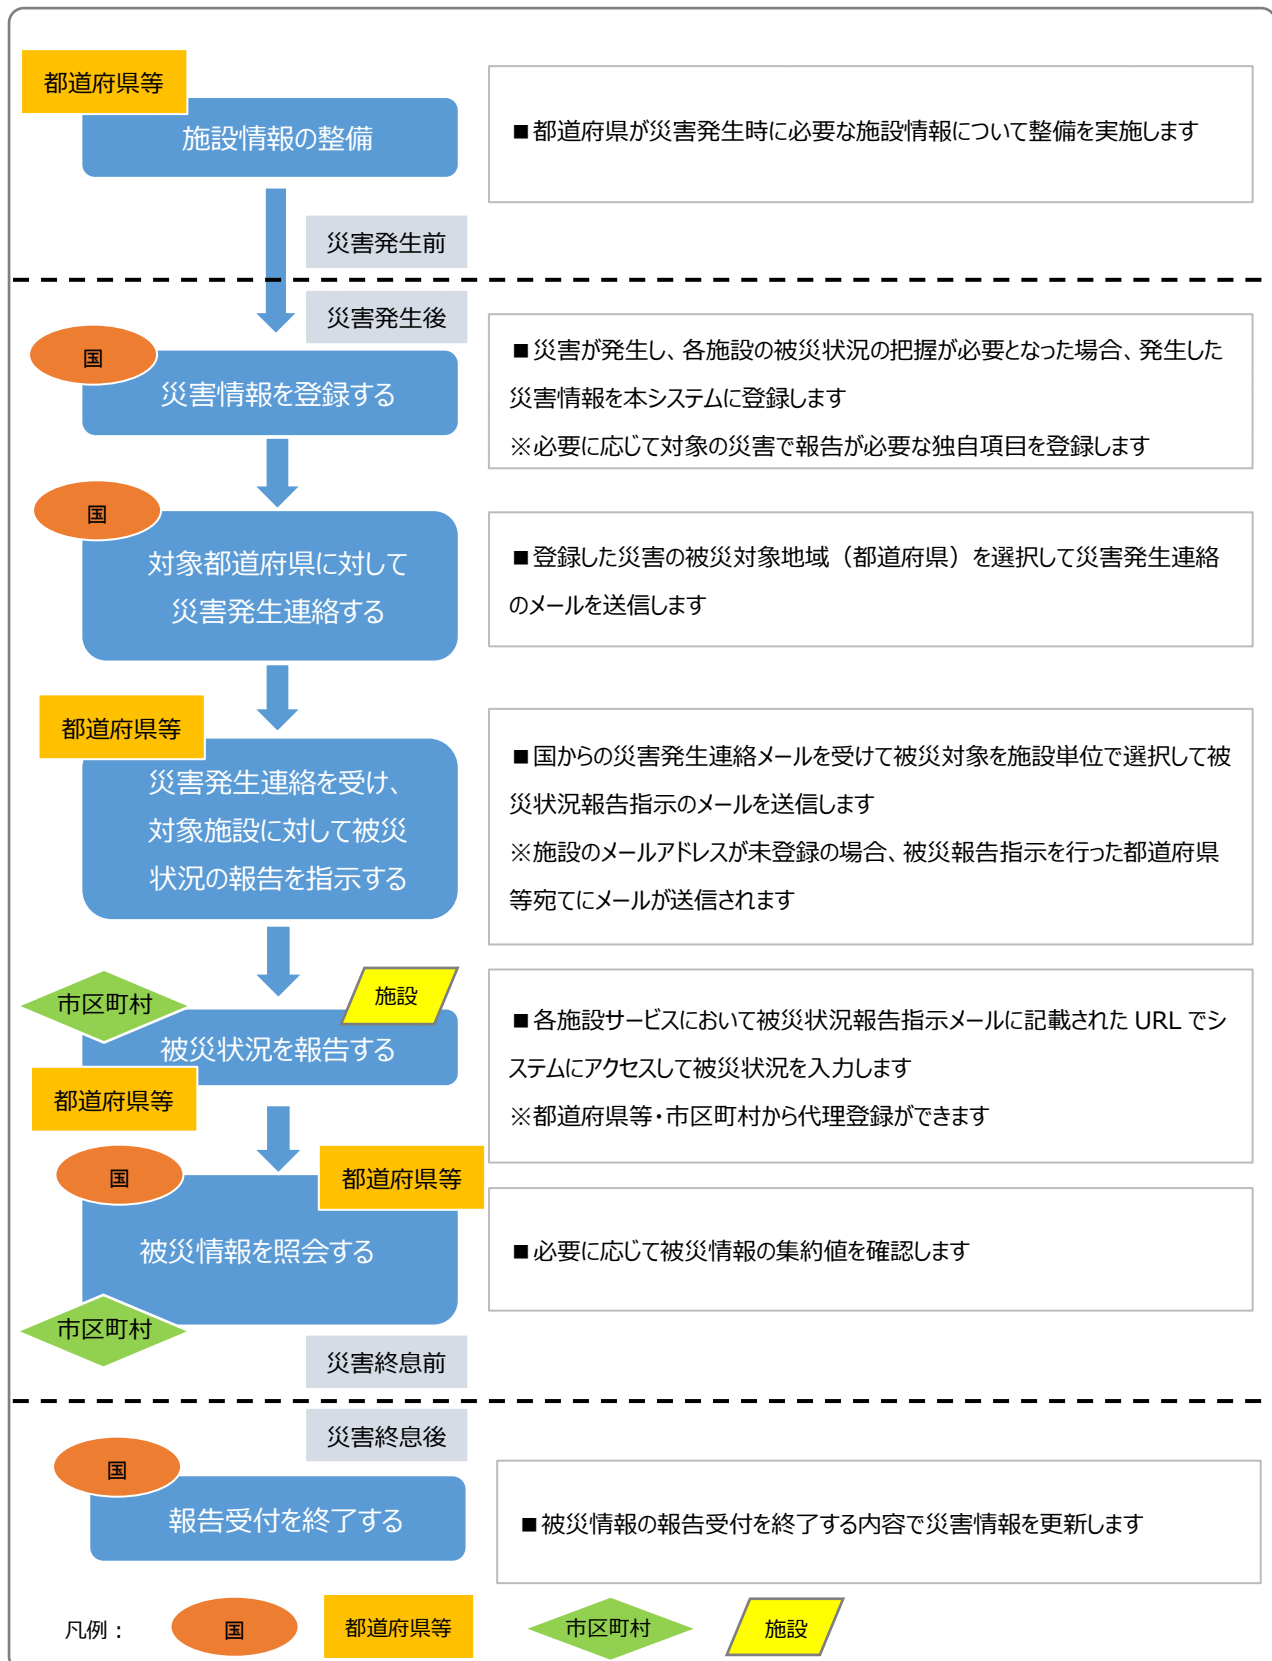 都道府県等
施設情報の整備
■都道府県が災害発生時に必要な施設情報について整備を実施します
災害発生前
災害発生後
国
災害情報を登録する
■災害が発生し、各施設の被災状況の把握が必要となった場合、発生した
災害情報を本システムに登録します
※必要に応じて対象の災害で報告が必要な独自項目を登録します
国
対象都道府県に対して
災害発生連絡する
■登録した災害の被災対象地域（都道府県）を選択して災害発生連絡
のメールを送信します
都道府県等
災害発生連絡を受け、
対象施設に対して被災
状況の報告を指示する
■国からの災害発生連絡メールを受けて被災対象を施設単位で選択して被
災状況報告指示のメールを送信します
※施設のメールアドレスが未登録の場合、被災報告指示を行った都道府県
等宛てにメールが送信されます
市区町村
施設
被災状況を報告する
都道府県等
■各施設サービスにおいて被災状況報告指示メールに記載された URL でシ
ステムにアクセスして被災状況を入力します
※都道府県等・市区町村から代理登録ができます
国
都道府県等
被災情報を照会する
市区町村
■必要に応じて被災情報の集約値を確認します
災害終息前
災害終息後
国
報告受付を終了する
■被災情報の報告受付を終了する内容で災害情報を更新します
凡例：
国
都道府県等
市区町村
施設